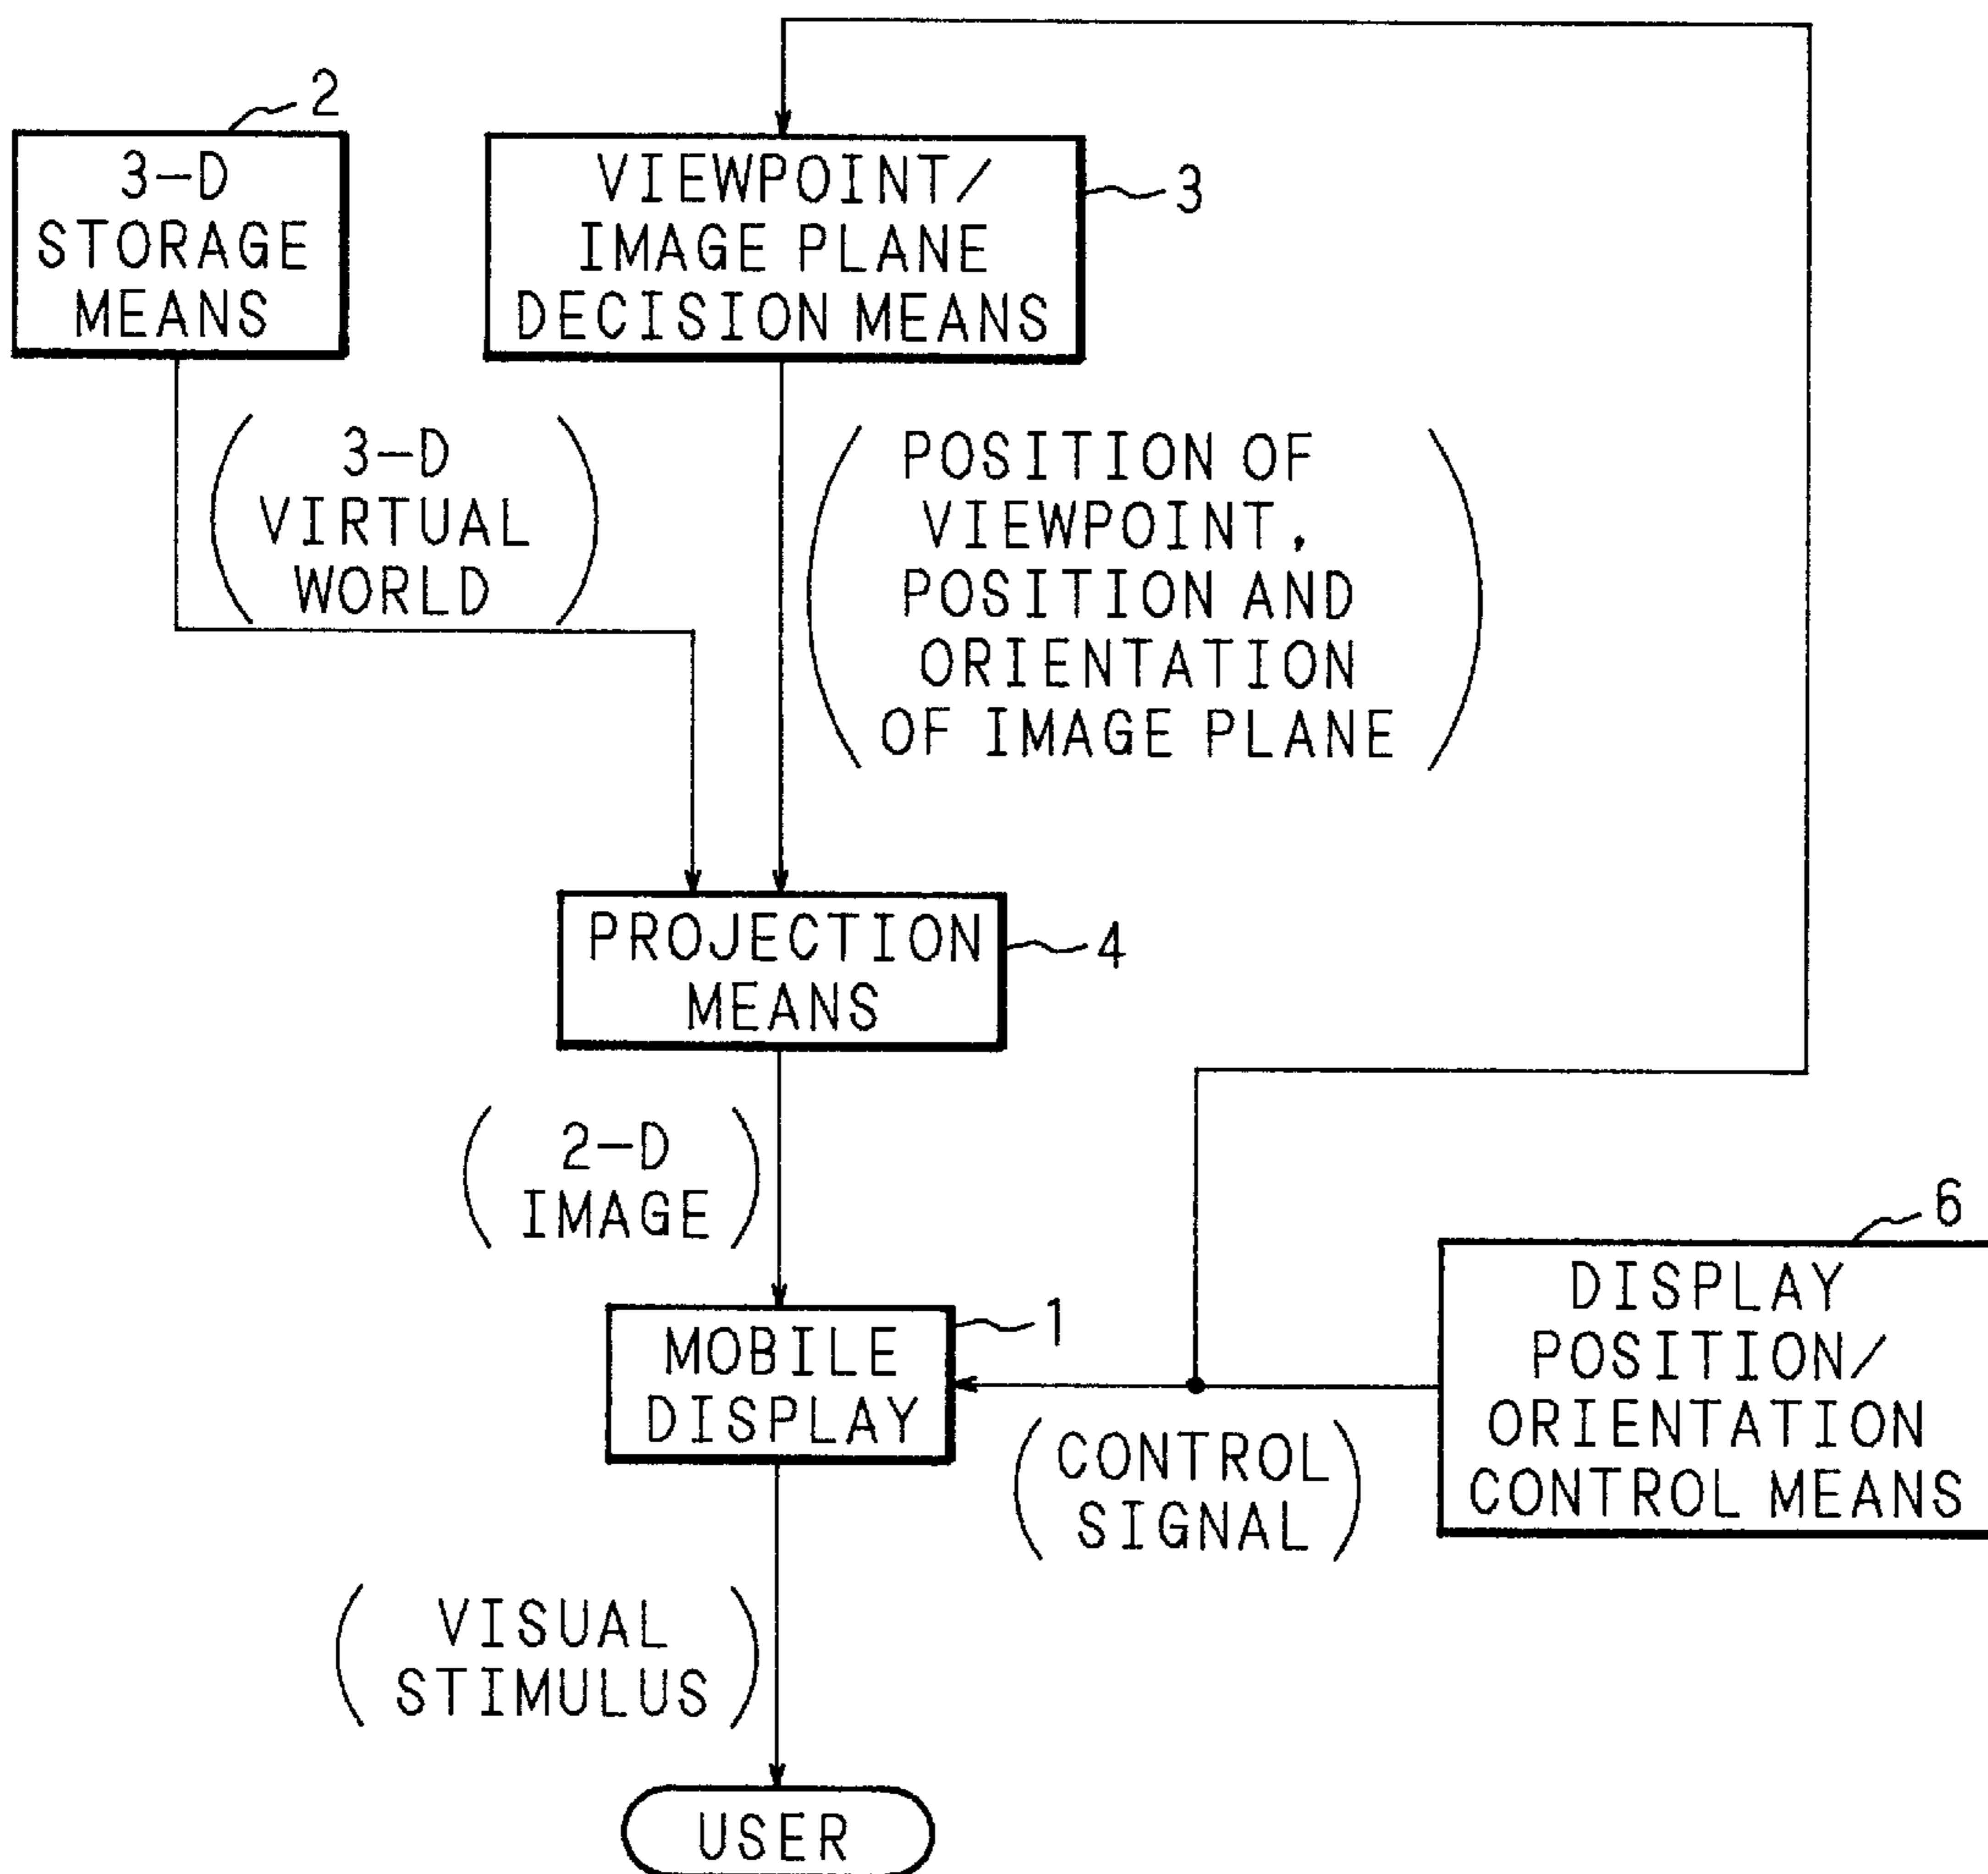 2
3-D
STORAGE
MEANS
VIEWPOINT/
IMAGE PLANE
DECISION MEANS
3
(3-D
VIRTUAL
WORLD)
(POSITION OF
VIEWPOINT,
POSITION AND
ORIENTATION
OF IMAGE PLANE)
PROJECTION
MEANS
4
(2-D
IMAGE)
MOBILE
DISPLAY
1
6
DISPLAY
POSITION/
ORIENTATION
CONTROL MEANS
(CONTROL
SIGNAL)
(VISUAL
STIMULUS)
USER